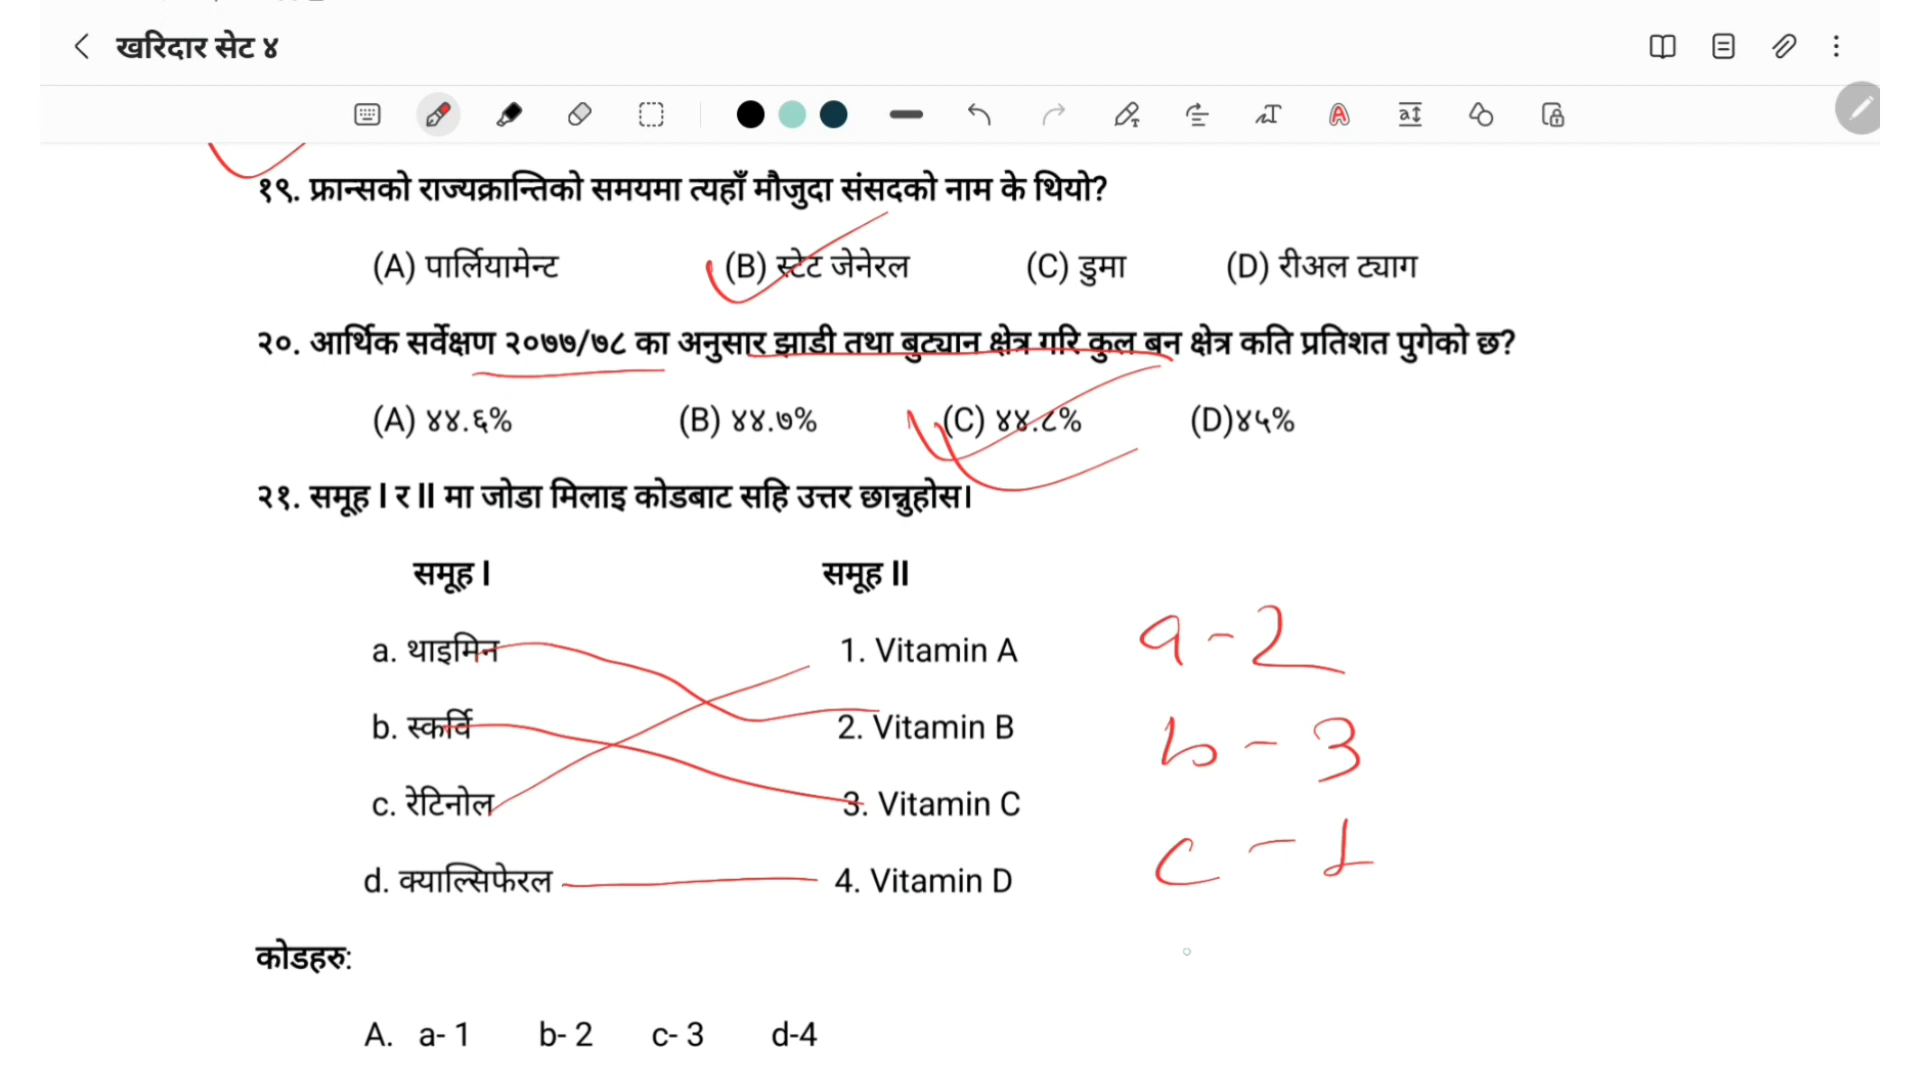 खरिदार सेट ४
१९. फ्रान्सको राज्यक्रान्तिको समयमा त्यहाँ मौजुदा संसदको नाम के थियो?
(A) पार्लियामेन्ट (B) स्टेट जेनेरल (C) डुमा (D) रीअल ट्याग
२०. आर्थिक सर्वेक्षण २०७७/७८ का अनुसार झाडी तथा बुट्यान क्षेत्र गरि कुल बन क्षेत्र कति प्रतिशत पुगेको छ?
(A) ४४.६% (B) ४४.७% (C) ४४.८% (D)४५%
२१. समूह I र II मा जोडा मिलाइ कोडबाट सहि उत्तर छान्नुहोस।
समूह I समूह II
a. थाइमिन 1. Vitamin A a - 2
b. स्कर्वि 2. Vitamin B b - 3
c. रेटिनोल 3. Vitamin C c - 1
d. क्याल्सिफेरल 4. Vitamin D
कोडहरु:
A. a- 1 b- 2 c- 3 d-4